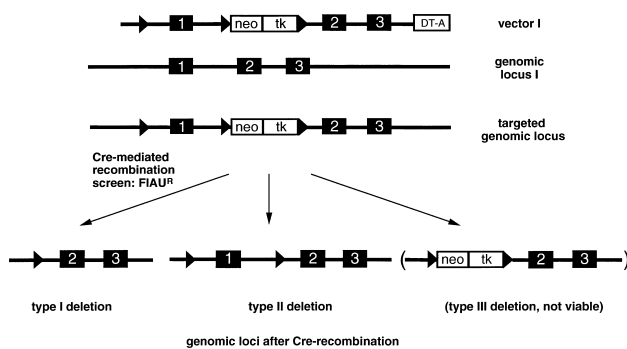 1 neo tk 2 3 DT-A vector I
1 2 3 genomic
locus I
1 neo tk 2 3 targeted
genomic locus
Cre-mediated
recombination
screen: FIAUR
2 3 1 2 3 ( neo tk 2 3 )
type I deletion type II deletion (type III deletion, not viable)
genomic loci after Cre-recombination